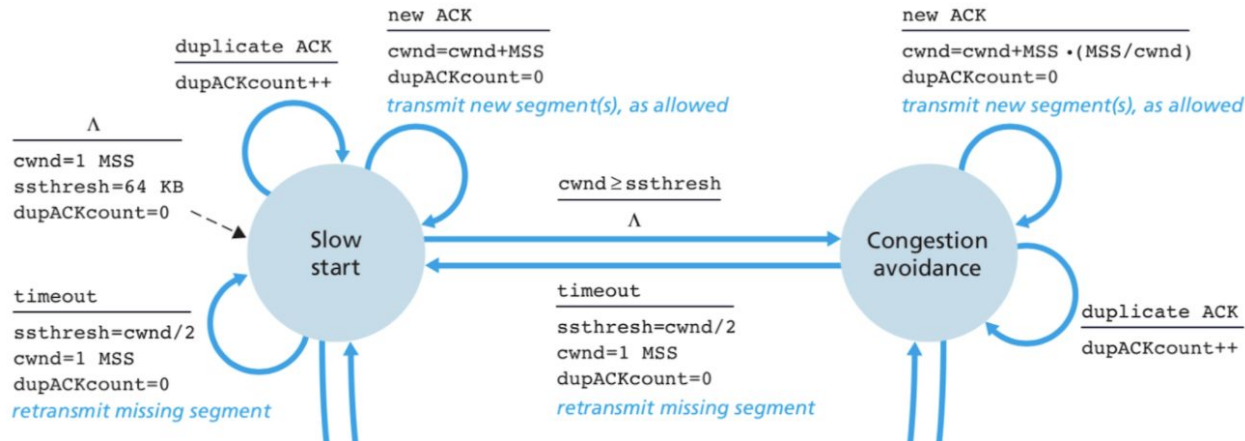 new ACK
cwnd=cwnd+MSS
dupACKcount=0
transmit new segment(s), as allowed
new ACK
cwnd=cwnd+MSS •(MSS/cwnd)
dupACKcount=0
transmit new segment(s), as allowed
duplicate ACK
dupACKcount++
Λ
cwnd=1 MSS
ssthresh=64 KB
dupACKcount=0
cwnd≥ssthresh
Λ
Slow
start
Congestion
avoidance
timeout
ssthresh=cwnd/2
cwnd=1 MSS
dupACKcount=0
retransmit missing segment
timeout
ssthresh=cwnd/2
cwnd=1 MSS
dupACKcount=0
retransmit missing segment
duplicate ACK
dupACKcount++